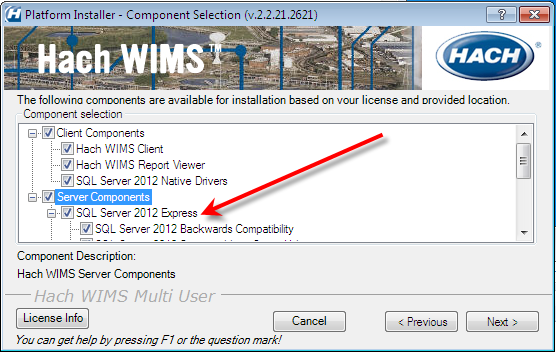 Platform Installer - Component Selection (v.2.2.21.2621)
Hach WIMS™
HACH
The following components are available for installation based on your license and provided location.
Component selection
Client Components
Hach WIMS Client
Hach WIMS Report Viewer
SQL Server 2012 Native Drivers
Server Components
SQL Server 2012 Express
SQL Server 2012 Backwards Compatibility
Component Description:
Hach WIMS Server Components
Hach WIMS Multi User
License Info
Cancel
< Previous
Next >
You can get help by pressing F1 or the question mark!